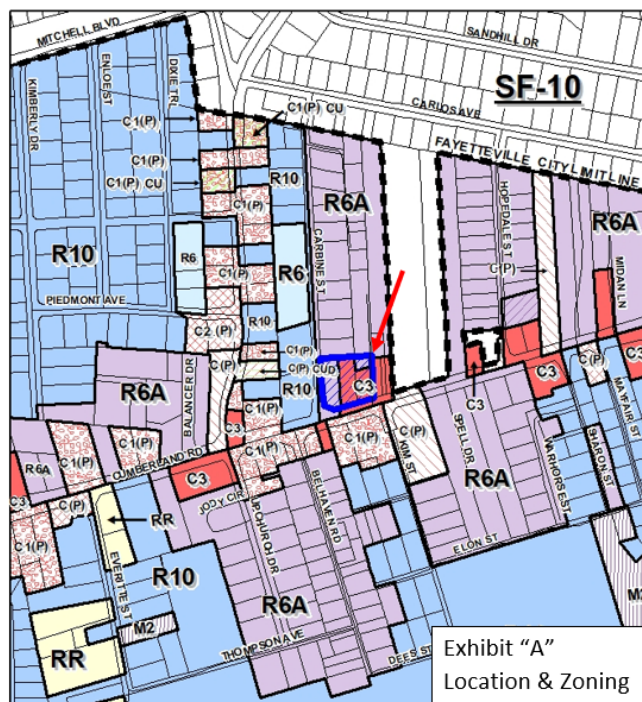 MITCHELL BLVD
SANDHILL DR
KIMBERLY DR
ENLOE ST
DIXIE TRL
C1(P) CU
SF-10
CARLOS AVE
C1(P)
FAYETTEVILLE CITY LIMIT LINE
C1(P)
C1(P) CU
R10
R6A
HOPEDALE ST
R6A
C1(P)
CARBINE ST
MIDAN LN
R10
R6
C1(P)
R6
C(P)
PIEDMONT AVE
R10
C2 (P)
C1(P)
C(P) CUD
R10
C3
C3
C(P)
MAYFAIR ST
R6A
BALANCER DR
C3
C3
C1(P)
C1(P)
C(P)
KIM ST
SPELL DR
R6A
WARHORSE ST
SHARON ST
R6A
C1(P)
C1(P)
CUMBERLAND RD
C3
C3
C(P)
C1(P)
RR
JODY CIR
UPCHURCH DR
BELHAVEN RD
ELON ST
EVERITTE ST
R10
R6A
M2
RR
THOMPSON AVE
DEES ST
Exhibit “A”
Location & Zoning